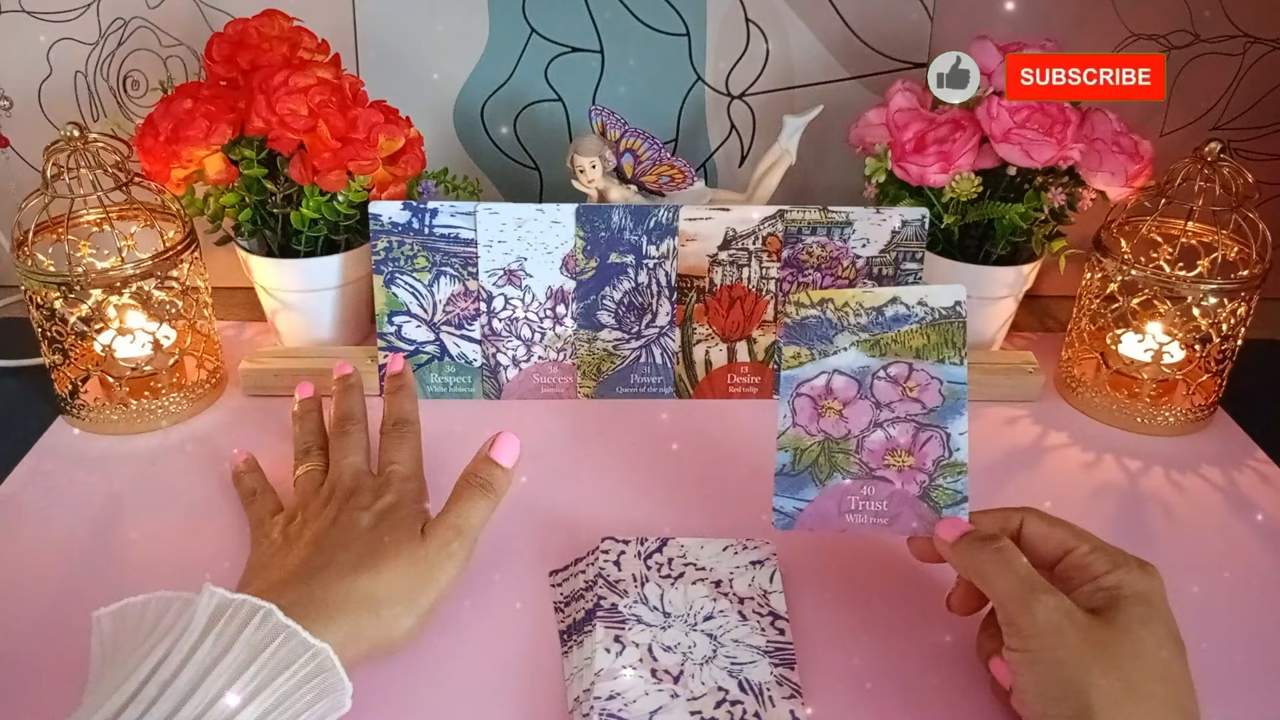 SUBSCRIBE
36
Respect
White hibiscus
38
Success
Jasmine
31
Power
Queen of the nigh
13
Desire
Red tulip
40
Trust
Wild rose